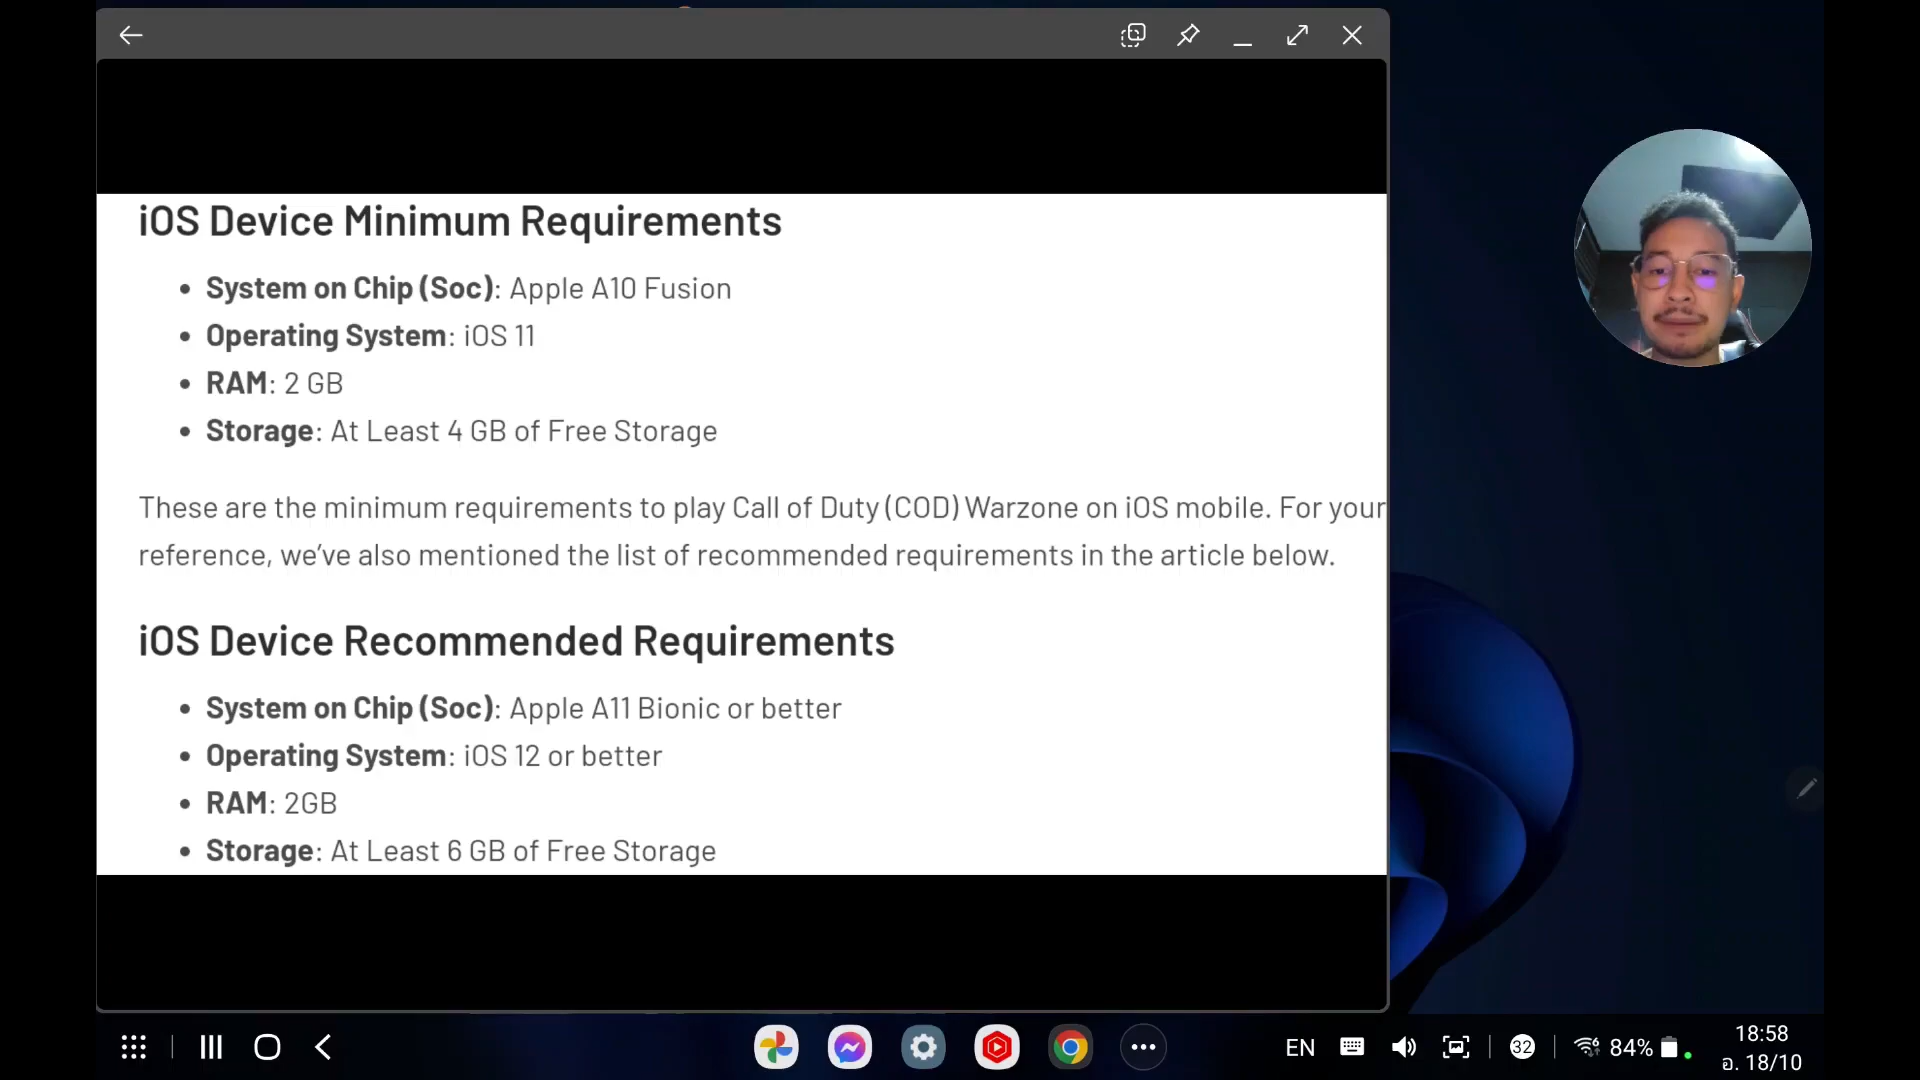 iOS Device Minimum Requirements
• System on Chip (Soc): Apple A10 Fusion
• Operating System: iOS 11
• RAM: 2 GB
• Storage: At Least 4 GB of Free Storage
These are the minimum requirements to play Call of Duty (COD) Warzone on iOS mobile. For your
reference, we’ve also mentioned the list of recommended requirements in the article below.
iOS Device Recommended Requirements
• System on Chip (Soc): Apple A11 Bionic or better
• Operating System: iOS 12 or better
• RAM: 2GB
• Storage: At Least 6 GB of Free Storage
EN
32
6
84%
18:58
อ. 18/10